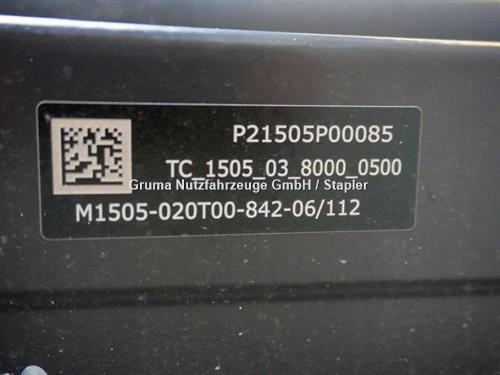 P21505P00085
TC_1505_03_8000_0500
Gruma Nutzfahrzeuge GmbH / Stapler
M1505-020T00-842-06/112